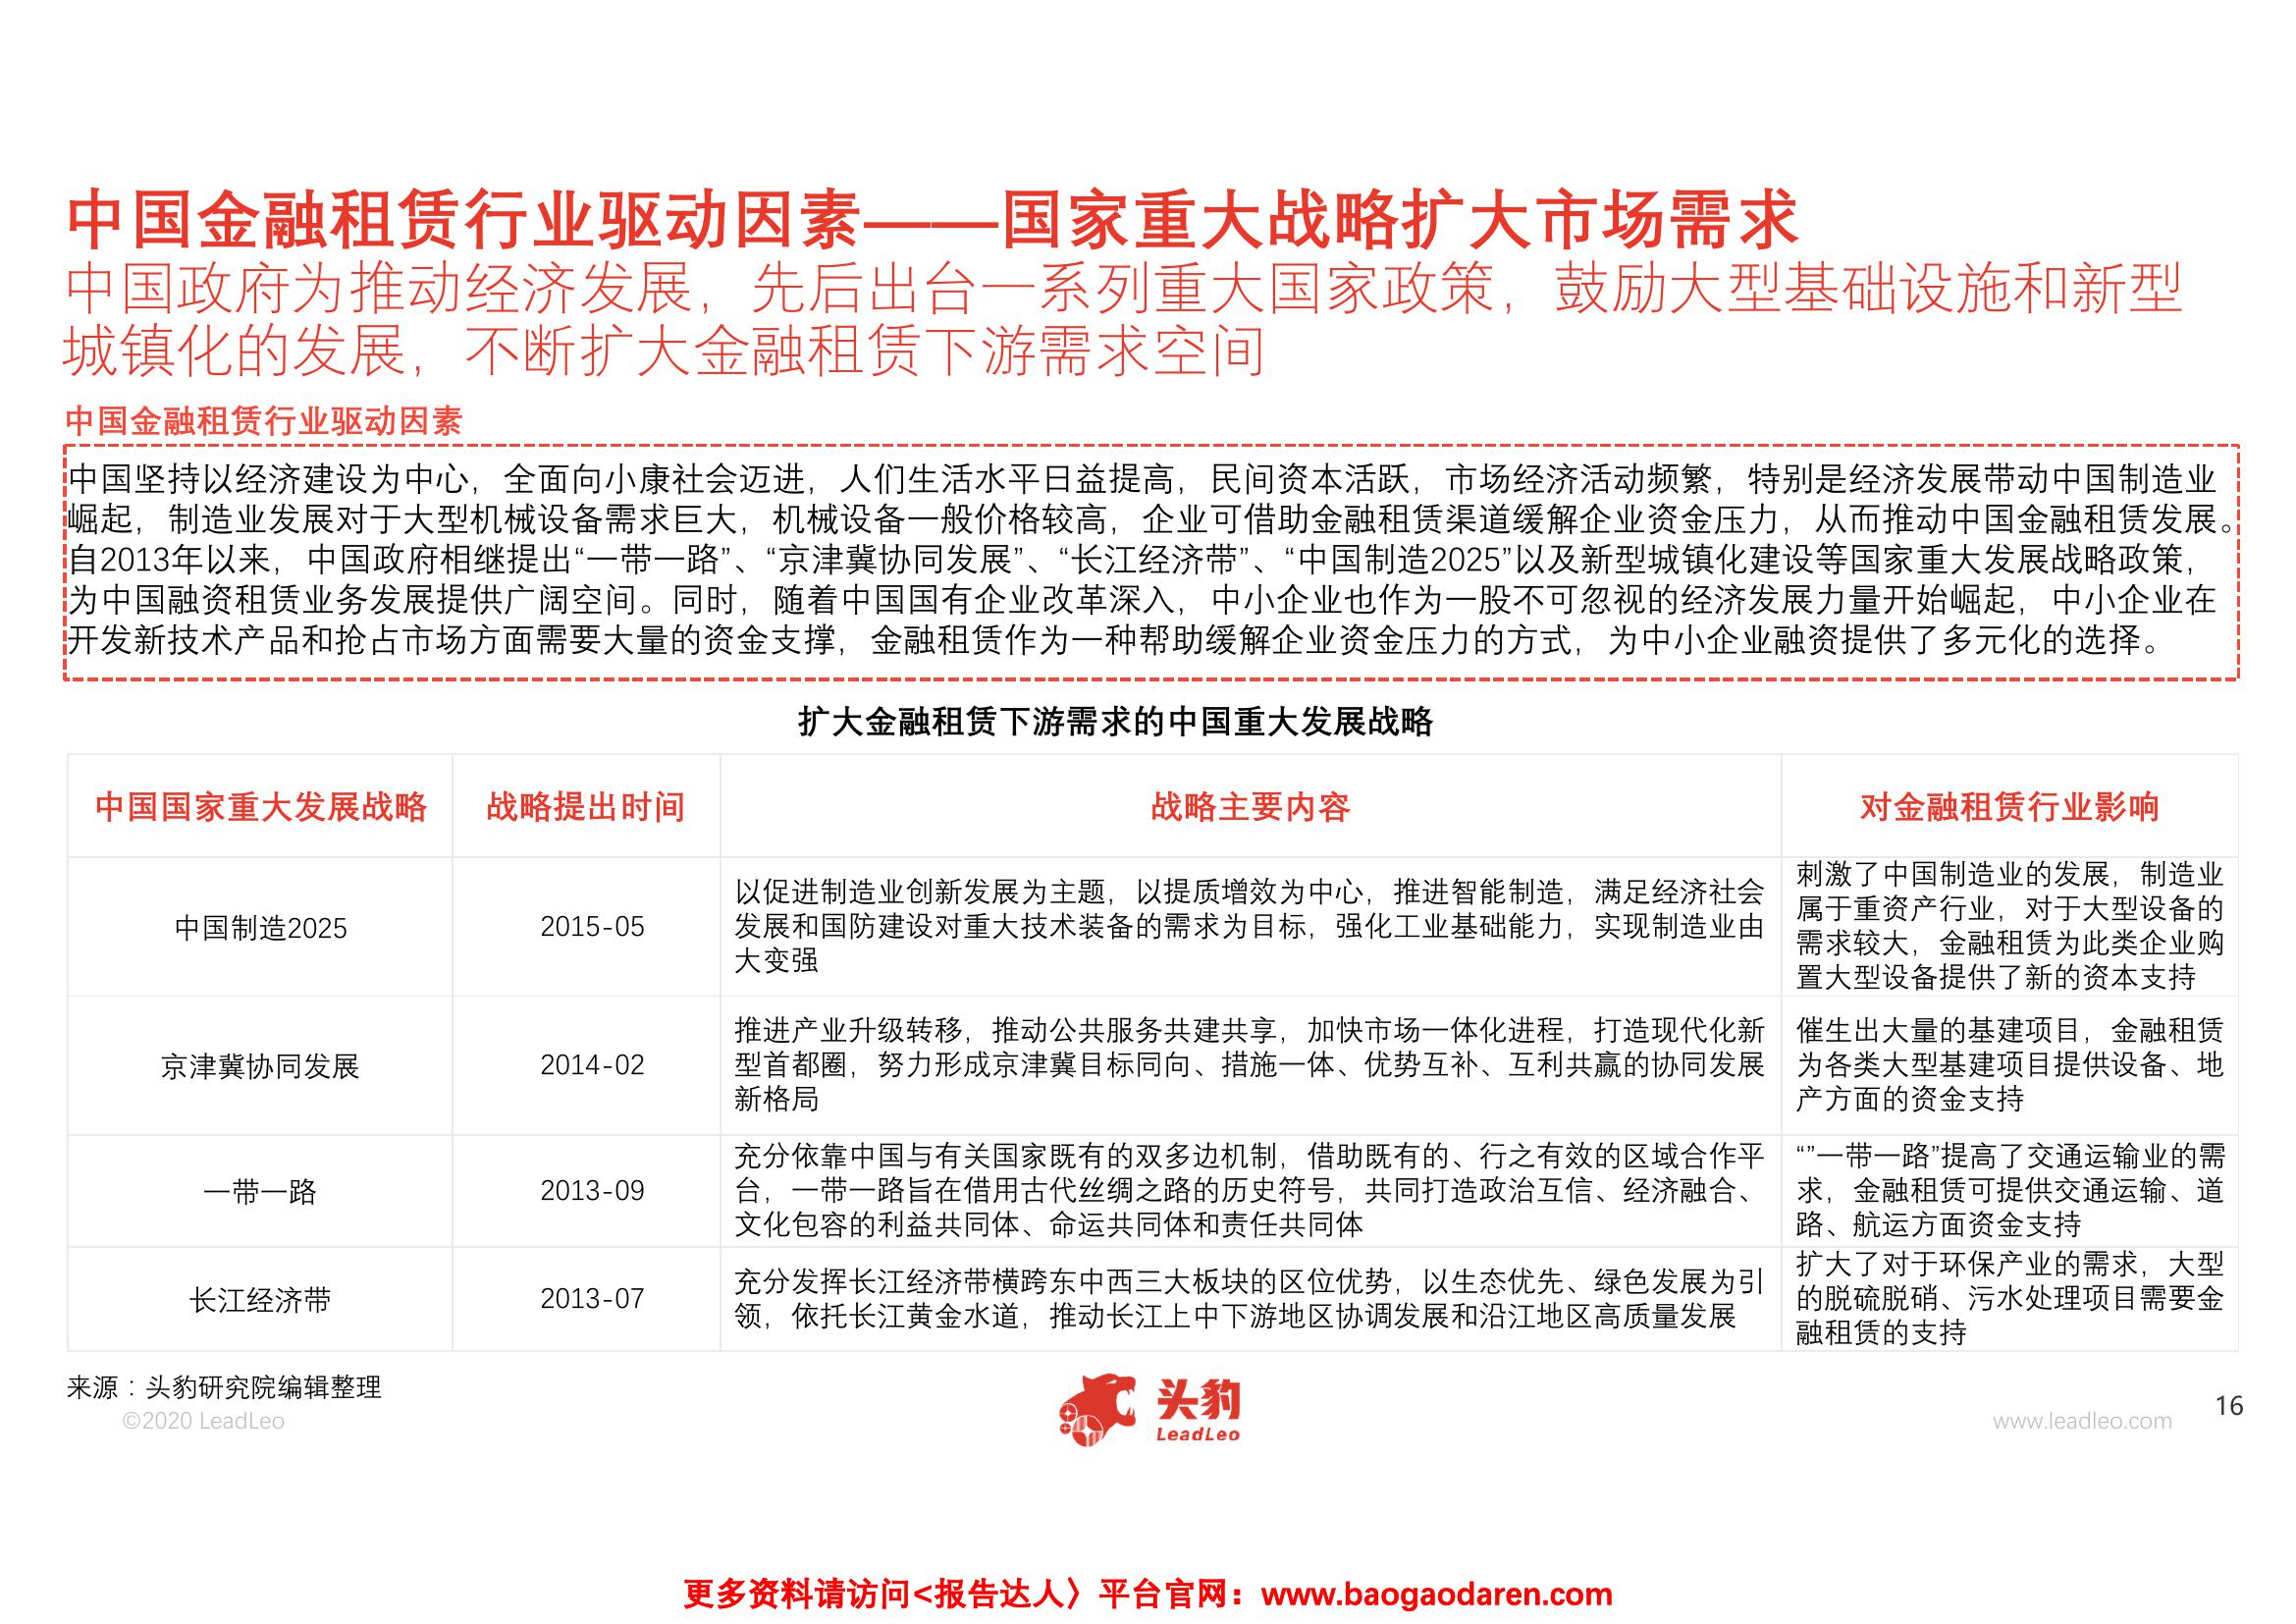 中国金融租赁行业驱动因素——国家重大战略扩大市场需求
中国政府为推动经济发展，先后出台一系列重大国家政策，鼓励大型基础设施和新型
城镇化的发展，不断扩大金融租赁下游需求空间
中国金融租赁行业驱动因素
中国坚持以经济建设为中心，全面向小康社会迈进，人们生活水平日益提高，民间资本活跃，市场经济活动频繁，特别是经济发展带动中国制造业
崛起，制造业发展对于大型机械设备需求巨大，机械设备一般价格较高，企业可借助金融租赁渠道缓解企业资金压力，从而推动中国金融租赁发展。
自2013年以来，中国政府相继提出“一带一路”、“京津冀协同发展”、“长江经济带”、“中国制造2025”以及新型城镇化建设等国家重大发展战略政策，
为中国融资租赁业务发展提供广阔空间。同时，随着中国国有企业改革深入，中小企业也作为一股不可忽视的经济发展力量开始崛起，中小企业在
开发新技术产品和抢占市场方面需要大量的资金支撑，金融租赁作为一种帮助缓解企业资金压力的方式，为中小企业融资提供了多元化的选择。
扩大金融租赁下游需求的中国重大发展战略
中国国家重大发展战略
战略提出时间
战略主要内容
对金融租赁行业影响
中国制造2025
2015-05
以促进制造业创新发展为主题，以提质增效为中心，推进智能制造，满足经济社会
发展和国防建设对重大技术装备的需求为目标，强化工业基础能力，实现制造业由
大变强
刺激了中国制造业的发展，制造业
属于重资产行业，对于大型设备的
需求较大，金融租赁为此类企业购
置大型设备提供了新的资本支持
京津冀协同发展
2014-02
推进产业升级转移，推动公共服务共建共享，加快市场一体化进程，打造现代化新
型首都圈，努力形成京津冀目标同向、措施一体、优势互补、互利共赢的协同发展
新格局
催生出大量的基建项目，金融租赁
为各类大型基建项目提供设备、地
产方面的资金支持
一带一路
2013-09
充分依靠中国与有关国家既有的双多边机制，借助既有的、行之有效的区域合作平
台，一带一路旨在借用古代丝绸之路的历史符号，共同打造政治互信、经济融合、
文化包容的利益共同体、命运共同体和责任共同体
“”一带一路”提高了交通运输业的需
求，金融租赁可提供交通运输、道
路、航运方面资金支持
长江经济带
2013-07
充分发挥长江经济带横跨东中西三大板块的区位优势，以生态优先、绿色发展为引
领，依托长江黄金水道，推动长江上中下游地区协调发展和沿江地区高质量发展
扩大了对于环保产业的需求，大型
的脱硫脱硝、污水处理项目需要金
融租赁的支持
来源：头豹研究院编辑整理
©2020 LeadLeo
头豹
LeadLeo
www.leadleo.com
16
更多资料请访问<报告达人〉平台官网：www.baogaodaren.com